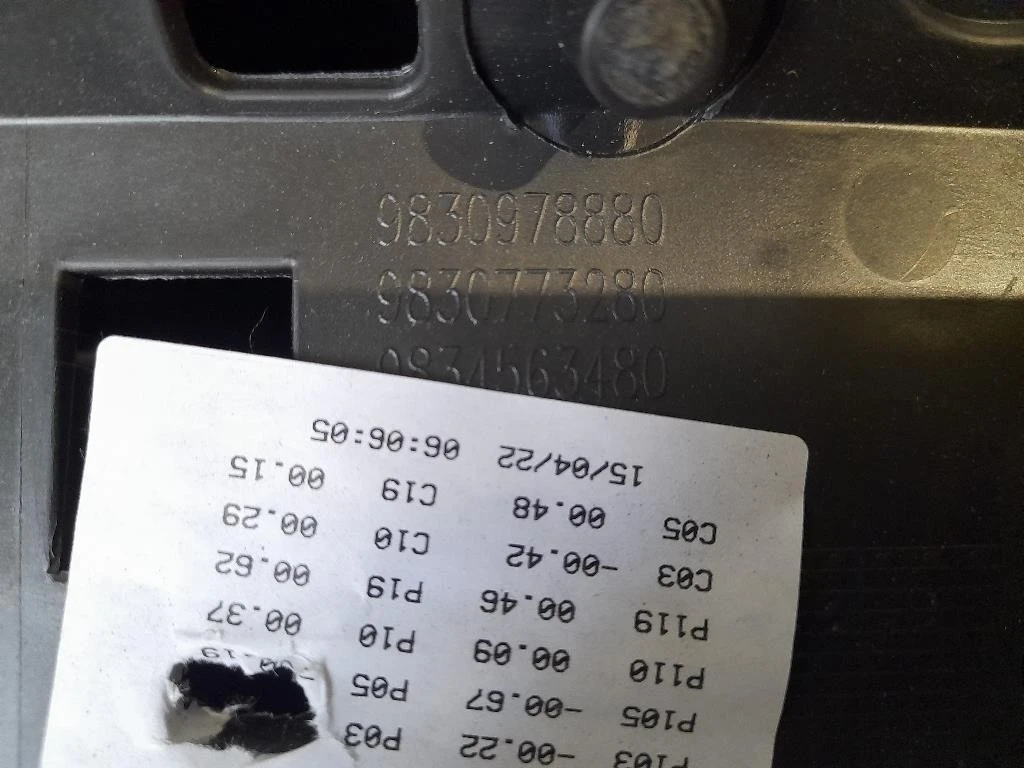 9830978880
9830773280
9834563480
P103 -00.22 P03
P105 -00.67 P05 -00.19
P110 00.09 P10 00.37
P119 00.46 P19 00.62
C03 -00.42 C10 00.29
C05 00.48 C19 00.15
15/04/22 06:06:05